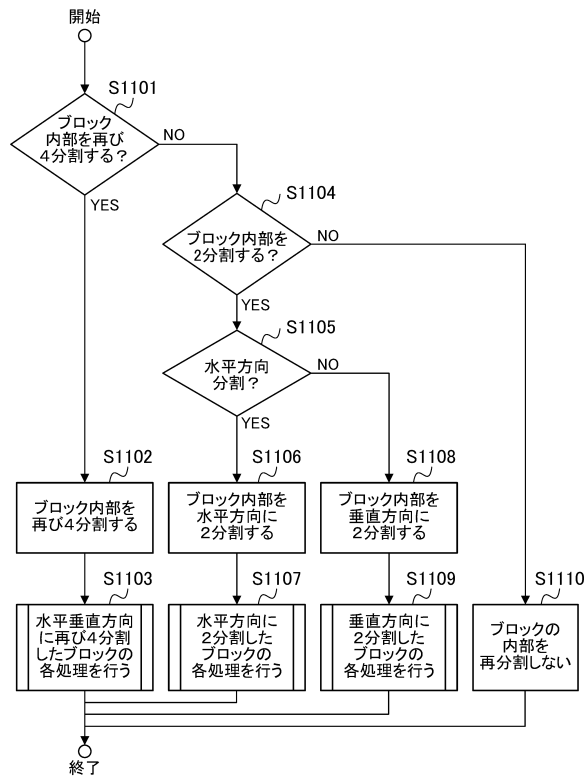 開始
S1101
ブロック
内部を再び
4分割する？
NO
YES
S1104
ブロック内部を
2分割する？
NO
YES
S1105
水平方向
分割？
NO
YES
S1102
ブロック内部を
再び4分割する
S1106
ブロック内部を
水平方向に
2分割する
S1108
ブロック内部を
垂直方向に
2分割する
S1103
水平垂直方向
に再び4分割
したブロックの
各処理を行う
S1107
水平方向に
2分割した
ブロックの
各処理を行う
S1109
垂直方向に
2分割した
ブロックの
各処理を行う
S1110
ブロックの
内部を
再分割しない
終了